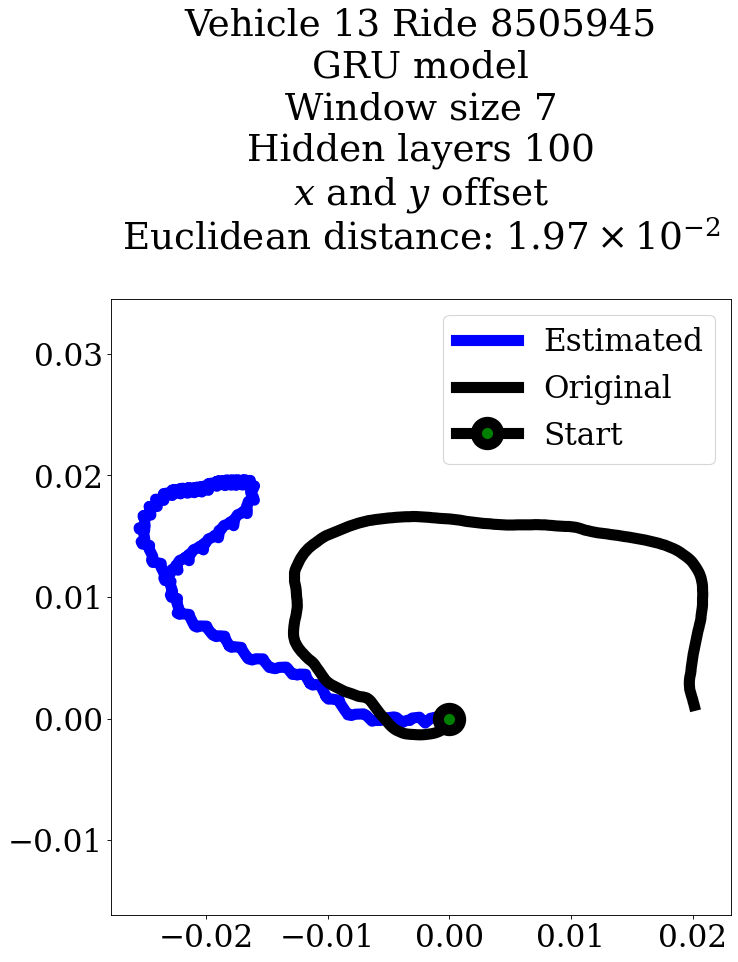 Vehicle 13 Ride 8505945
GRU model
Window size 7
Hidden layers 100
x and y offset
Euclidean distance: 1.97 × 10⁻²
Estimated
Original
Start
0.03
0.02
0.01
0.00
−0.01
−0.02 −0.01 0.00 0.01 0.02